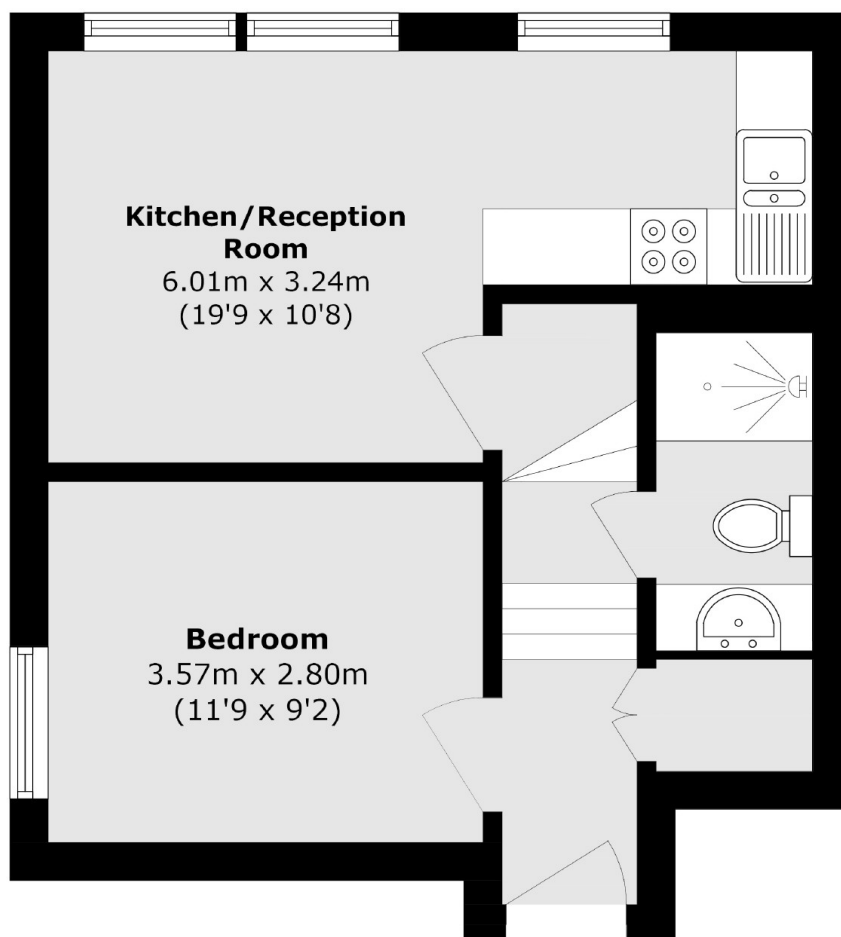 Kitchen/Reception
Room
6.01m x 3.24m
(19'9 x 10'8)
Bedroom
3.57m x 2.80m
(11'9 x 9'2)